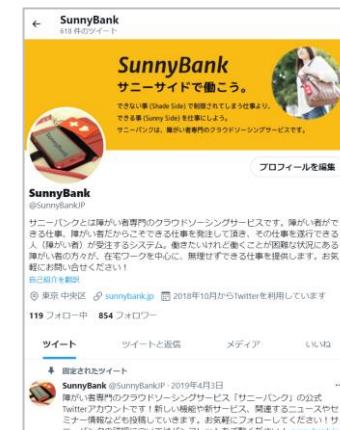 ← SunnyBank
618 件のツイート
SunnyBank
サニーサイドで働こう。
できない事 (Shade Side) で制限されてしまう仕事より、
できる事 (Sunny Side) を仕事にしよう。
サニーバンクは、障がい者専門のクラウドソーシングサービスです。
プロフィールを編集
SunnyBank
@SunnyBankJP
サニーバンクとは障がい者専門のクラウドソーシングサービスです。障がい者ができ
きる仕事、障がい者だからこそできる仕事を発注して頂き、その仕事を遂行できる
人（障がい者）が受注するシステム。働きたいけれど働くことが困難な状況にある
障がい者の方々が、在宅ワークを中心に、無理せずできる仕事を提供します。お気
軽にお問い合せください！
自己紹介を翻訳
東京 中央区 sunnybank.jp 2018年10月からTwitterを利用しています
119 フォロー中 854 フォロワー
ツイート ツイートと返信 メディア いいね
固定されたツイート
SunnyBank @SunnyBankJP · 2019年4月3日 …
障がい者専門のクラウドソーシングサービス「サニーバンク」の公式
Twitterアカウントです！新しい機能や新サービス、関連するニュースやセ
ミナー情報なども投稿していきます。お気軽にフォローしてください！サ